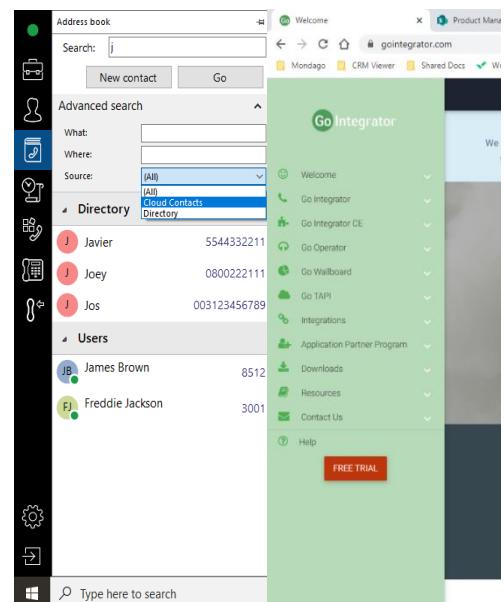 Address book
Search: j
New contact
Go
Advanced search
What:
Where:
Source: (All)
(All)
Cloud Contacts
Directory
Directory
J Javier 5544332211
J Joey 0800222111
J Jos 003123456789
Users
JB James Brown 8512
FJ Freddie Jackson 3001
Type here to search
Welcome
Product Mana
gointegrator.com
Mondago
CRM Viewer
Shared Docs
We
Go Integrator
Welcome
Go Integrator
Go Integrator CE
Go Operator
Go Wallboard
Go TAPI
Integrations
Application Partner Program
Downloads
Resources
Contact Us
Help
FREE TRIAL